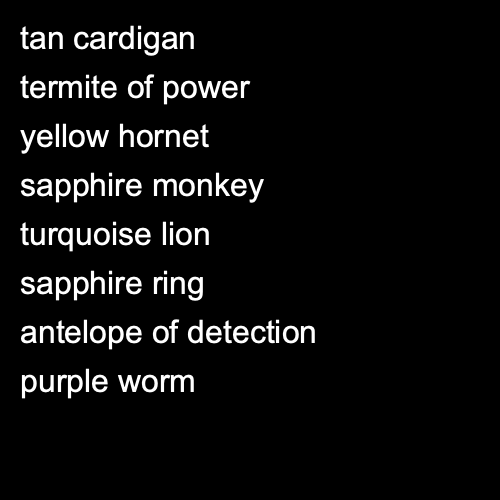 tan cardigan
termite of power
yellow hornet
sapphire monkey
turquoise lion
sapphire ring
antelope of detection
purple worm